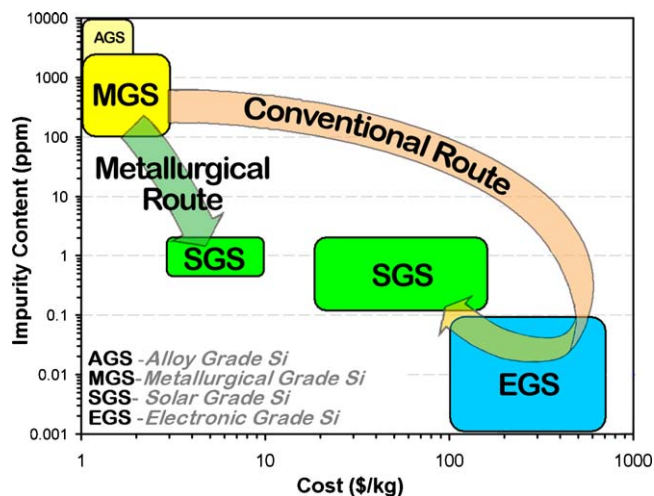 10000
1000
100
10
1
0.1
0.01
0.001
Impurity Content (ppm)
AGS
MGS
Conventional Route
Metallurgical
Route
SGS
SGS
EGS
AGS -Alloy Grade Si
MGS-Metallurgical Grade Si
SGS- Solar Grade Si
EGS -Electronic Grade Si
1 10 100 1000
Cost ($/kg)